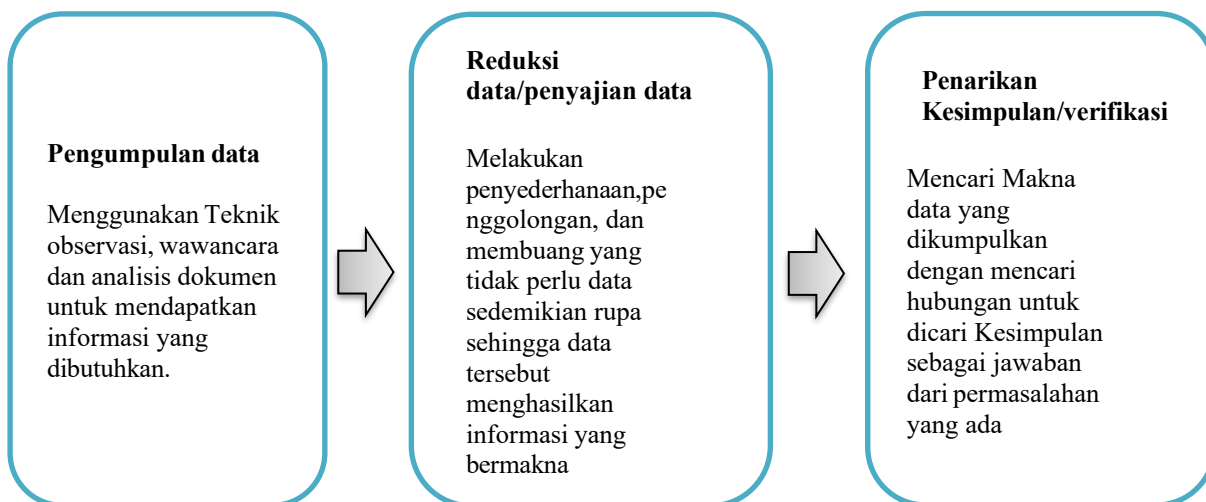 Pengumpulan data
Menggunakan Teknik
observasi, wawancara
dan analisis dokumen
untuk mendapatkan
informasi yang
dibutuhkan.
Reduksi
data/penyajian data
Melakukan
penyederhanaan,pe
nggolongan, dan
membuang yang
tidak perlu data
sedemikian rupa
sehingga data
tersebut
menghasilkan
informasi yang
bermakna
Penarikan
Kesimpulan/verifikasi
Mencari Makna
data yang
dikumpulkan
dengan mencari
hubungan untuk
dicari Kesimpulan
sebagai jawaban
dari permasalahan
yang ada